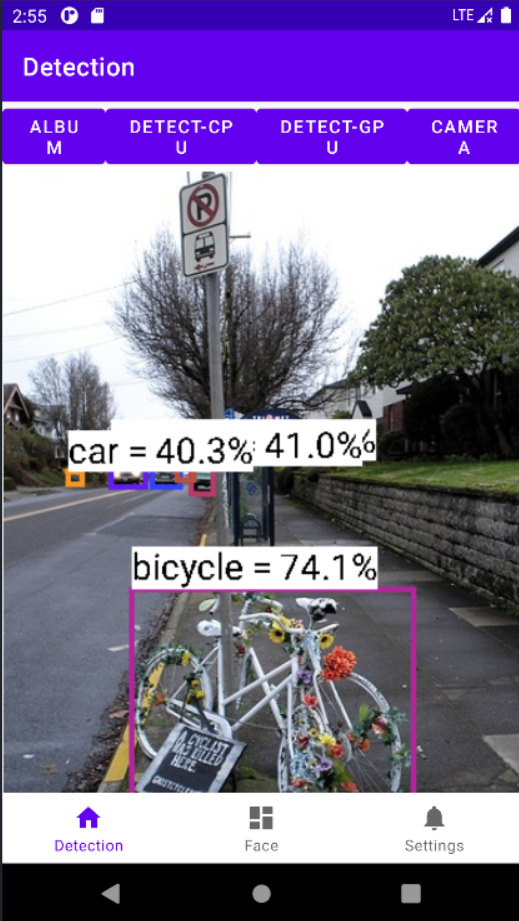 2:55
LTE
Detection
ALBU
M
DETECT-CP
U
DETECT-GP
U
CAMER
A
P
car = 40.3%
41.0%%
bicycle = 74.1%
A CYCLIST
WAS KILLED
HERE.
Detection
Face
Settings